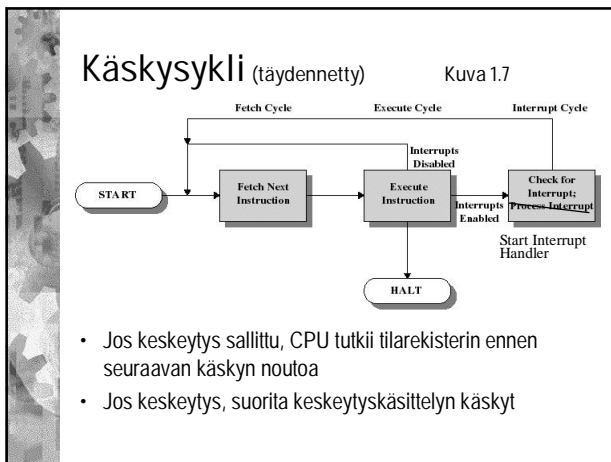 Käskysykli (täydennetty) Kuva 1.7
Fetch Cycle Execute Cycle Interrupt Cycle
Interrupts
Disabled
START
Fetch Next
Instruction
Execute
Instruction
Interrupts
Enabled
Check for
Interrupt;
Process Interrupt
Start Interrupt
Handler
HALT
• Jos keskeytys sallittu, CPU tutkii tilarekisterin ennen
seuraavan käskyn noutoa
• Jos keskeytys, suorita keskeytyskäsittelyn käskyt